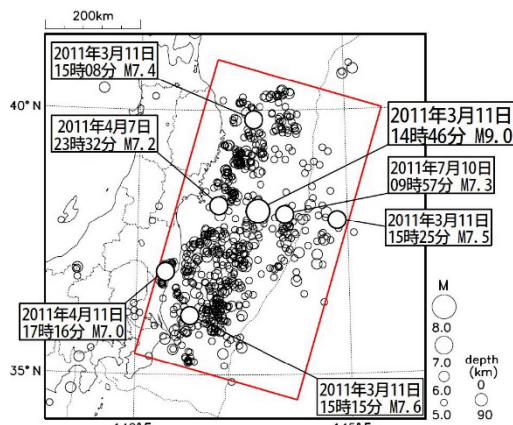 200km
2011年3月11日
15時08分 M7.4
40°N
2011年4月7日
23時32分 M7.2
2011年3月11日
14時46分 M9.0
2011年7月10日
09時57分 M7.3
2011年3月11日
15時25分 M7.5
2011年4月11日
17時16分 M7.0
2011年3月11日
15時15分 M7.6
35°N
M
8.0
7.0
6.0
5.0
depth
(km)
0
90